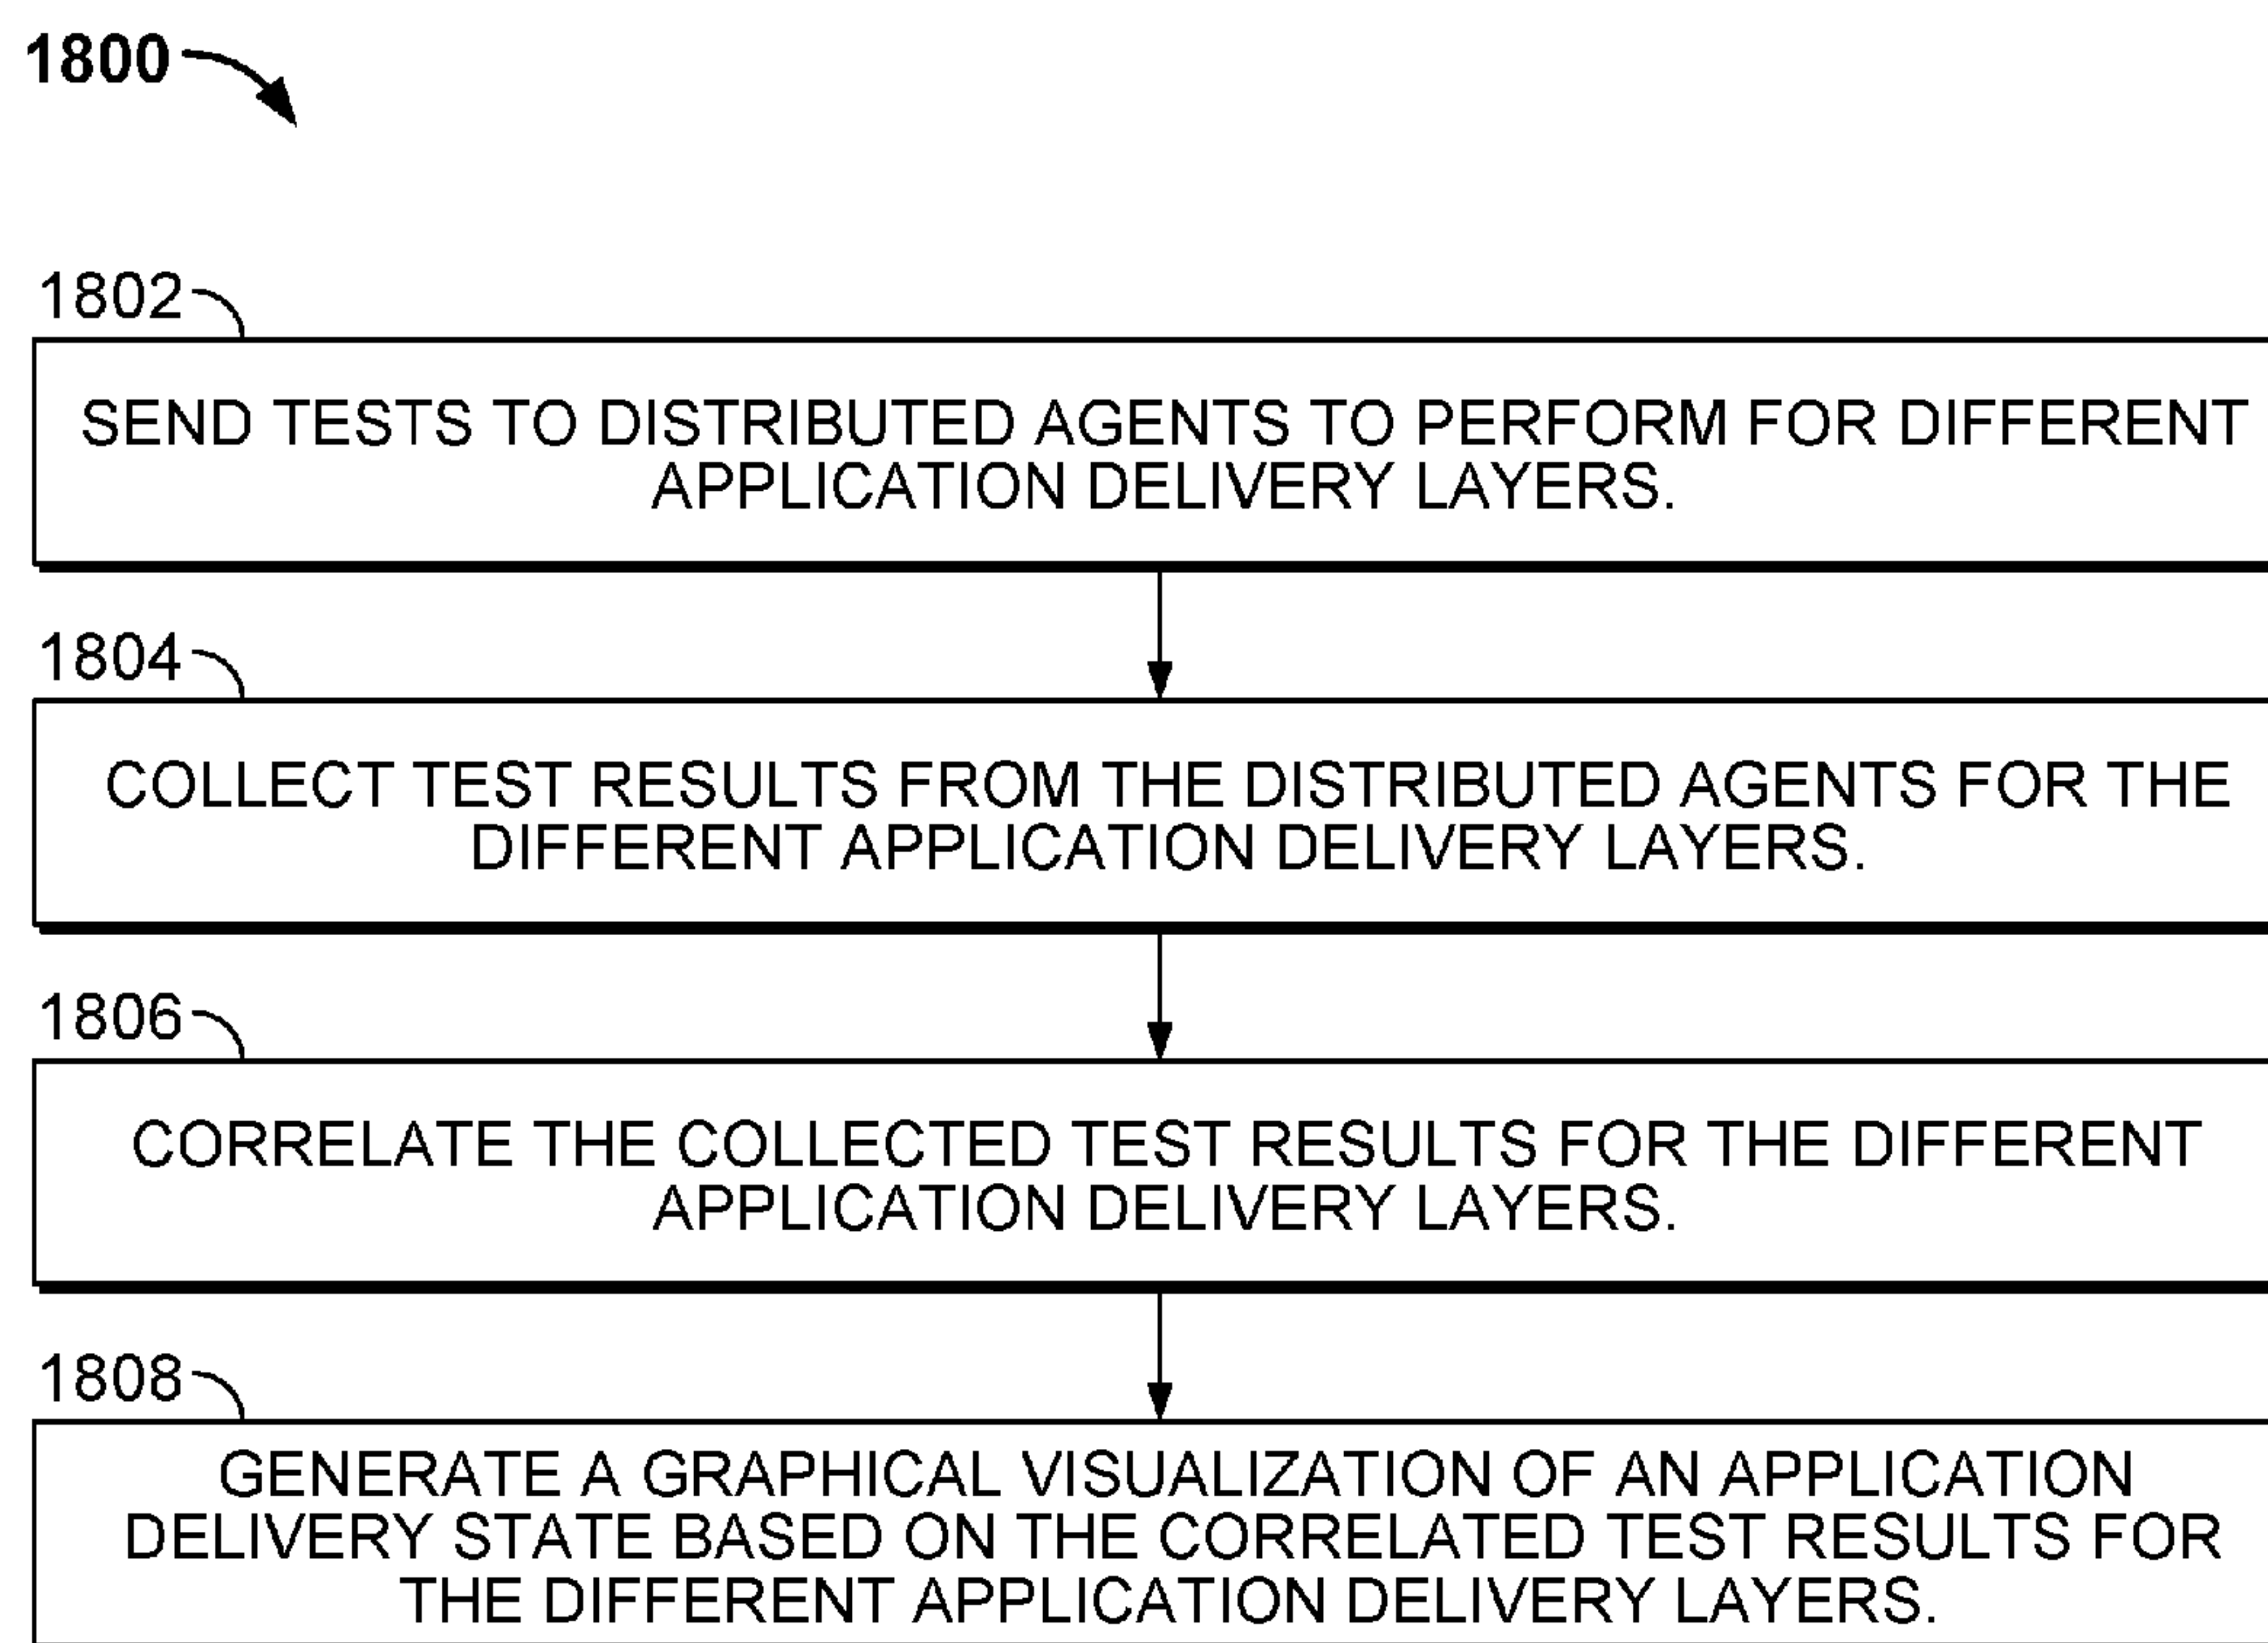 1800
1802
SEND TESTS TO DISTRIBUTED AGENTS TO PERFORM FOR DIFFERENT
APPLICATION DELIVERY LAYERS.
1804
COLLECT TEST RESULTS FROM THE DISTRIBUTED AGENTS FOR THE
DIFFERENT APPLICATION DELIVERY LAYERS.
1806
CORRELATE THE COLLECTED TEST RESULTS FOR THE DIFFERENT
APPLICATION DELIVERY LAYERS.
1808
GENERATE A GRAPHICAL VISUALIZATION OF AN APPLICATION
DELIVERY STATE BASED ON THE CORRELATED TEST RESULTS FOR
THE DIFFERENT APPLICATION DELIVERY LAYERS.